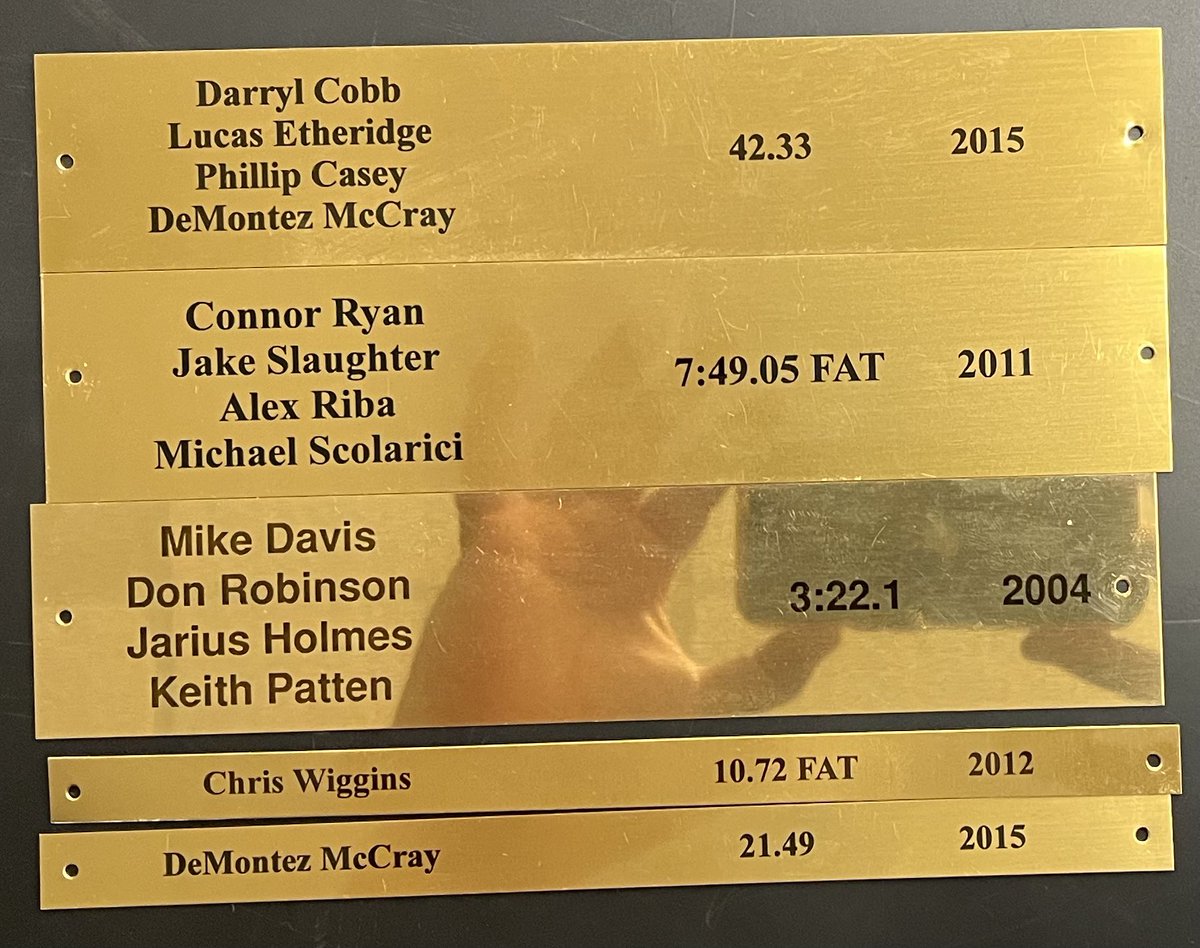 Darryl Cobb
Lucas Etheridge
Phillip Casey
DeMontez McCray
42.33 2015
Connor Ryan
Jake Slaughter
Alex Riba
Michael Scolarici
7:49.05 FAT 2011
Mike Davis
Don Robinson
Jarius Holmes
Keith Patten
3:22.1 2004
Chris Wiggins 10.72 FAT 2012
DeMontez McCray 21.49 2015